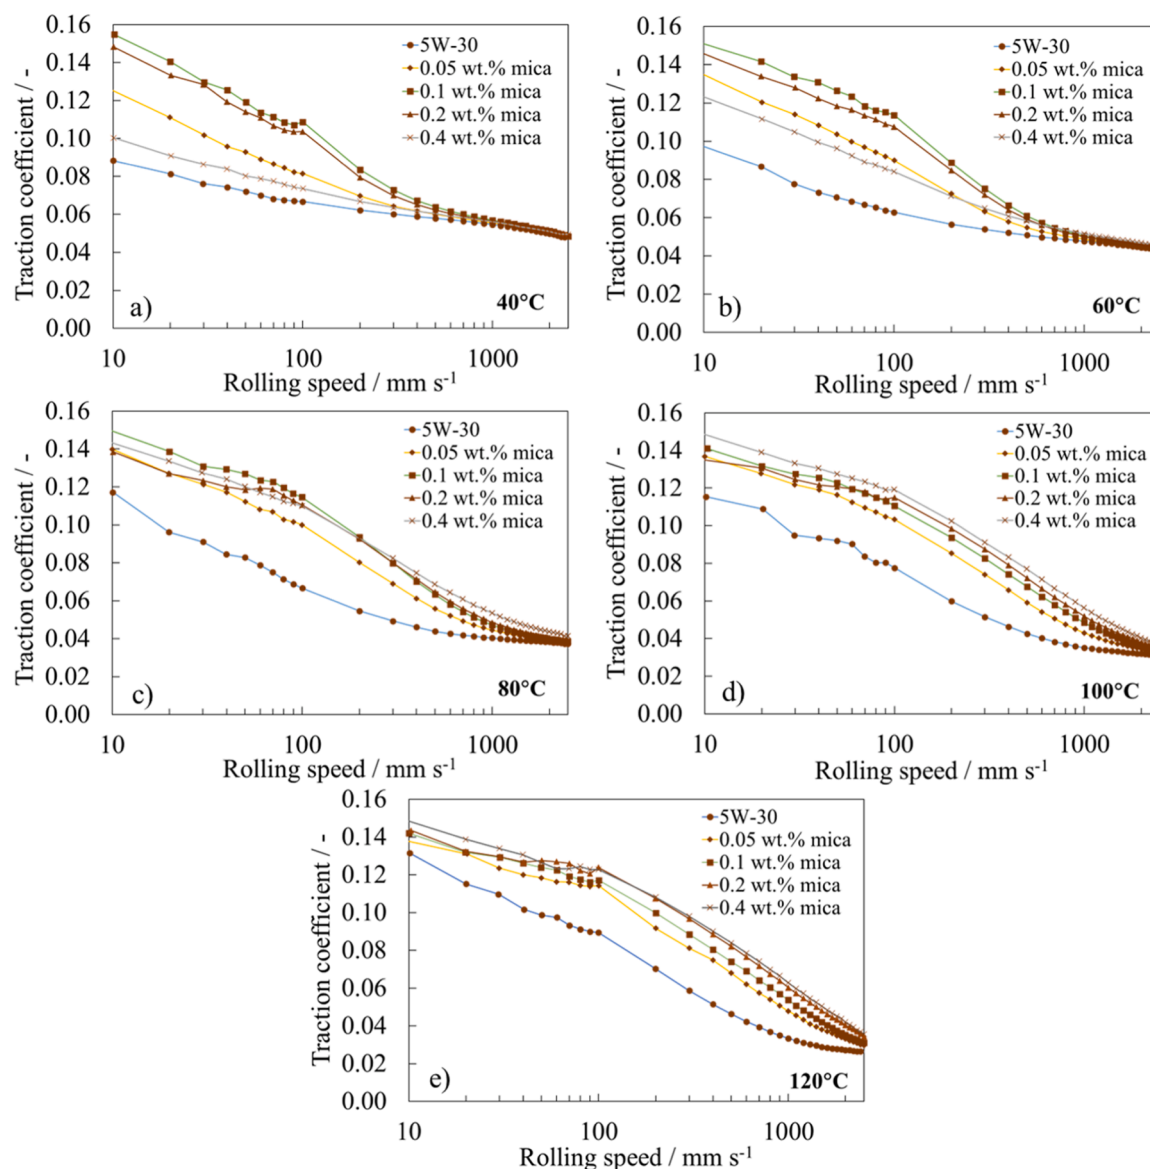 0.16
0.14
0.12
0.10
0.08
0.06
0.04
0.02
0.00
Traction coefficient / -
5W-30
0.05 wt.% mica
0.1 wt.% mica
0.2 wt.% mica
0.4 wt.% mica
a)
40°C
10
100
1000
Rolling speed / mm s⁻¹
0.16
0.14
0.12
0.10
0.08
0.06
0.04
0.02
0.00
Traction coefficient / -
5W-30
0.05 wt.% mica
0.1 wt.% mica
0.2 wt.% mica
0.4 wt.% mica
b)
60°C
10
100
1000
Rolling speed / mm s⁻¹
0.16
0.14
0.12
0.10
0.08
0.06
0.04
0.02
0.00
Traction coefficient / -
5W-30
0.05 wt.% mica
0.1 wt.% mica
0.2 wt.% mica
0.4 wt.% mica
c)
80°C
10
100
1000
Rolling speed / mm s⁻¹
0.16
0.14
0.12
0.10
0.08
0.06
0.04
0.02
0.00
Traction coefficient / -
5W-30
0.05 wt.% mica
0.1 wt.% mica
0.2 wt.% mica
0.4 wt.% mica
d)
100°C
10
100
1000
Rolling speed / mm s⁻¹
0.16
0.14
0.12
0.10
0.08
0.06
0.04
0.02
0.00
Traction coefficient / -
5W-30
0.05 wt.% mica
0.1 wt.% mica
0.2 wt.% mica
0.4 wt.% mica
e)
120°C
10
100
1000
Rolling speed / mm s⁻¹